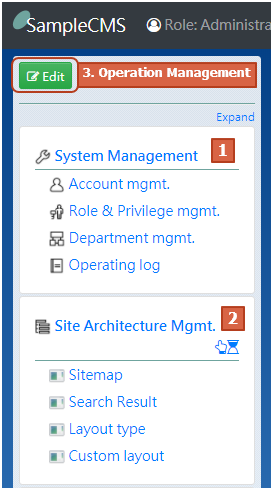 SampleCMS Role: Administra
Edit 3. Operation Management
Expand
System Management 1
Account mgmt.
Role & Privilege mgmt.
Department mgmt.
Operating log
Site Architecture Mgmt. 2
Sitemap
Search Result
Layout type
Custom layout